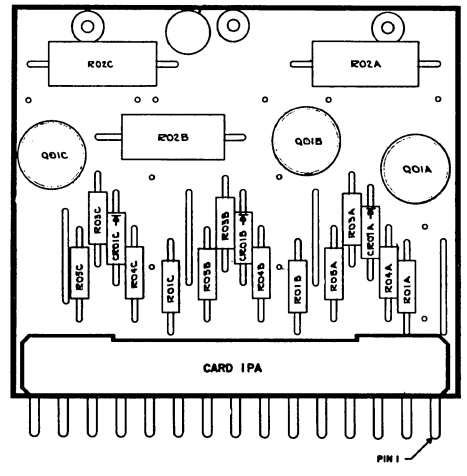 R02C
R02A
R02B
Q01C
Q01B
Q01A
R03C
CR01C
R05C
R04C
R01C
R03B
CR01B
R05B
R04B
R01B
R03A
CR01A
R05A
R04A
R01A
CARD IPA
PIN 1